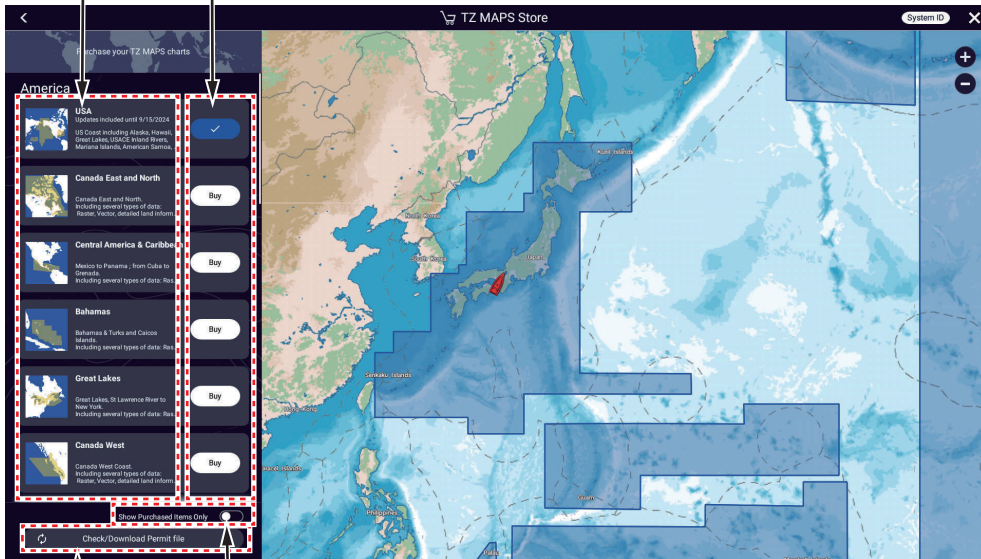 TZ MAPS Store
System ID
Purchase your TZ MAPS charts
America
USA
Updates included until 9/15/2024
US Coast including Alaska, Hawaii,
Great Lakes, USACE Inland Rivers,
Mariana Islands, American Samoa,
Canada East and North
Canada East and North.
Including several types of data:
Raster, Vector, detailed land inform
Buy
Central America & Caribbe
Mexico to Panama ; from Cuba to
Grenada.
Including several types of data: Ras
Buy
Bahamas
Bahamas & Turks and Caicos
Islands.
Including several types of data: Ras
Buy
Great Lakes
Great Lakes, St Lawrence River to
New York.
Including several types of data: Ras
Buy
Canada West
Canada West Coast.
Including several types of data:
Raster, Vector, detailed land inform
Buy
Show Purchased Items Only
Check/Download Permit file
Kuril Islands
North Korea
South Korea
Japan
Senkaku Islands
Hong Kong
Paracel Islands
Guam
Philippines
Palau